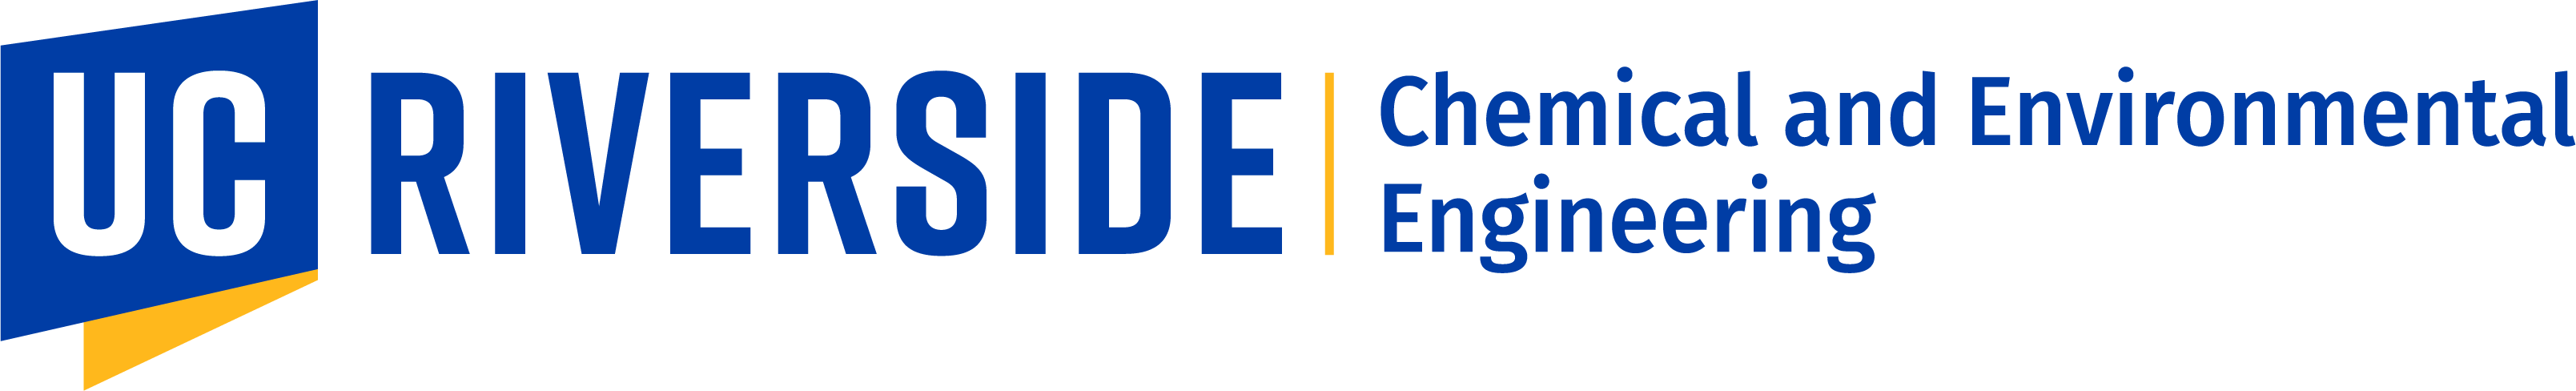 UC RIVERSIDE
Chemical and Environmental
Engineering